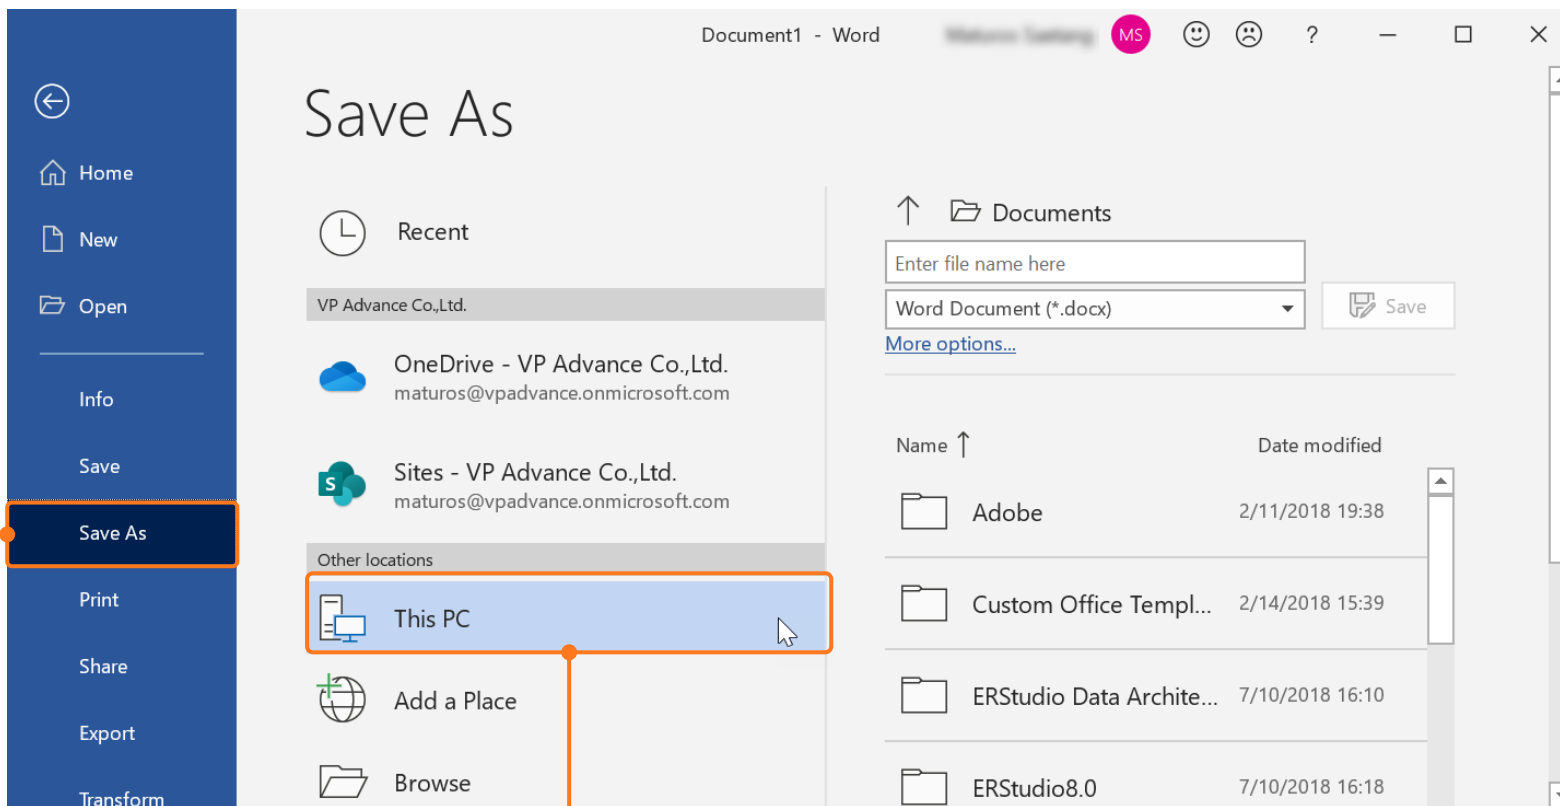 Document1 - Word
MS
?
Save As
Home
New
Open
Info
Save
Save As
Print
Share
Export
Transform
Recent
VP Advance Co.,Ltd.
OneDrive - VP Advance Co.,Ltd.
maturos@vpadvance.onmicrosoft.com
S
Sites - VP Advance Co.,Ltd.
maturos@vpadvance.onmicrosoft.com
Other locations
This PC
Add a Place
Browse
Documents
Enter file name here
Word Document (*.docx)
Save
More options...
Name Date modified
Adobe 2/11/2018 19:38
Custom Office Templ... 2/14/2018 15:39
ERStudio Data Archite... 7/10/2018 16:10
ERStudio8.0 7/10/2018 16:18